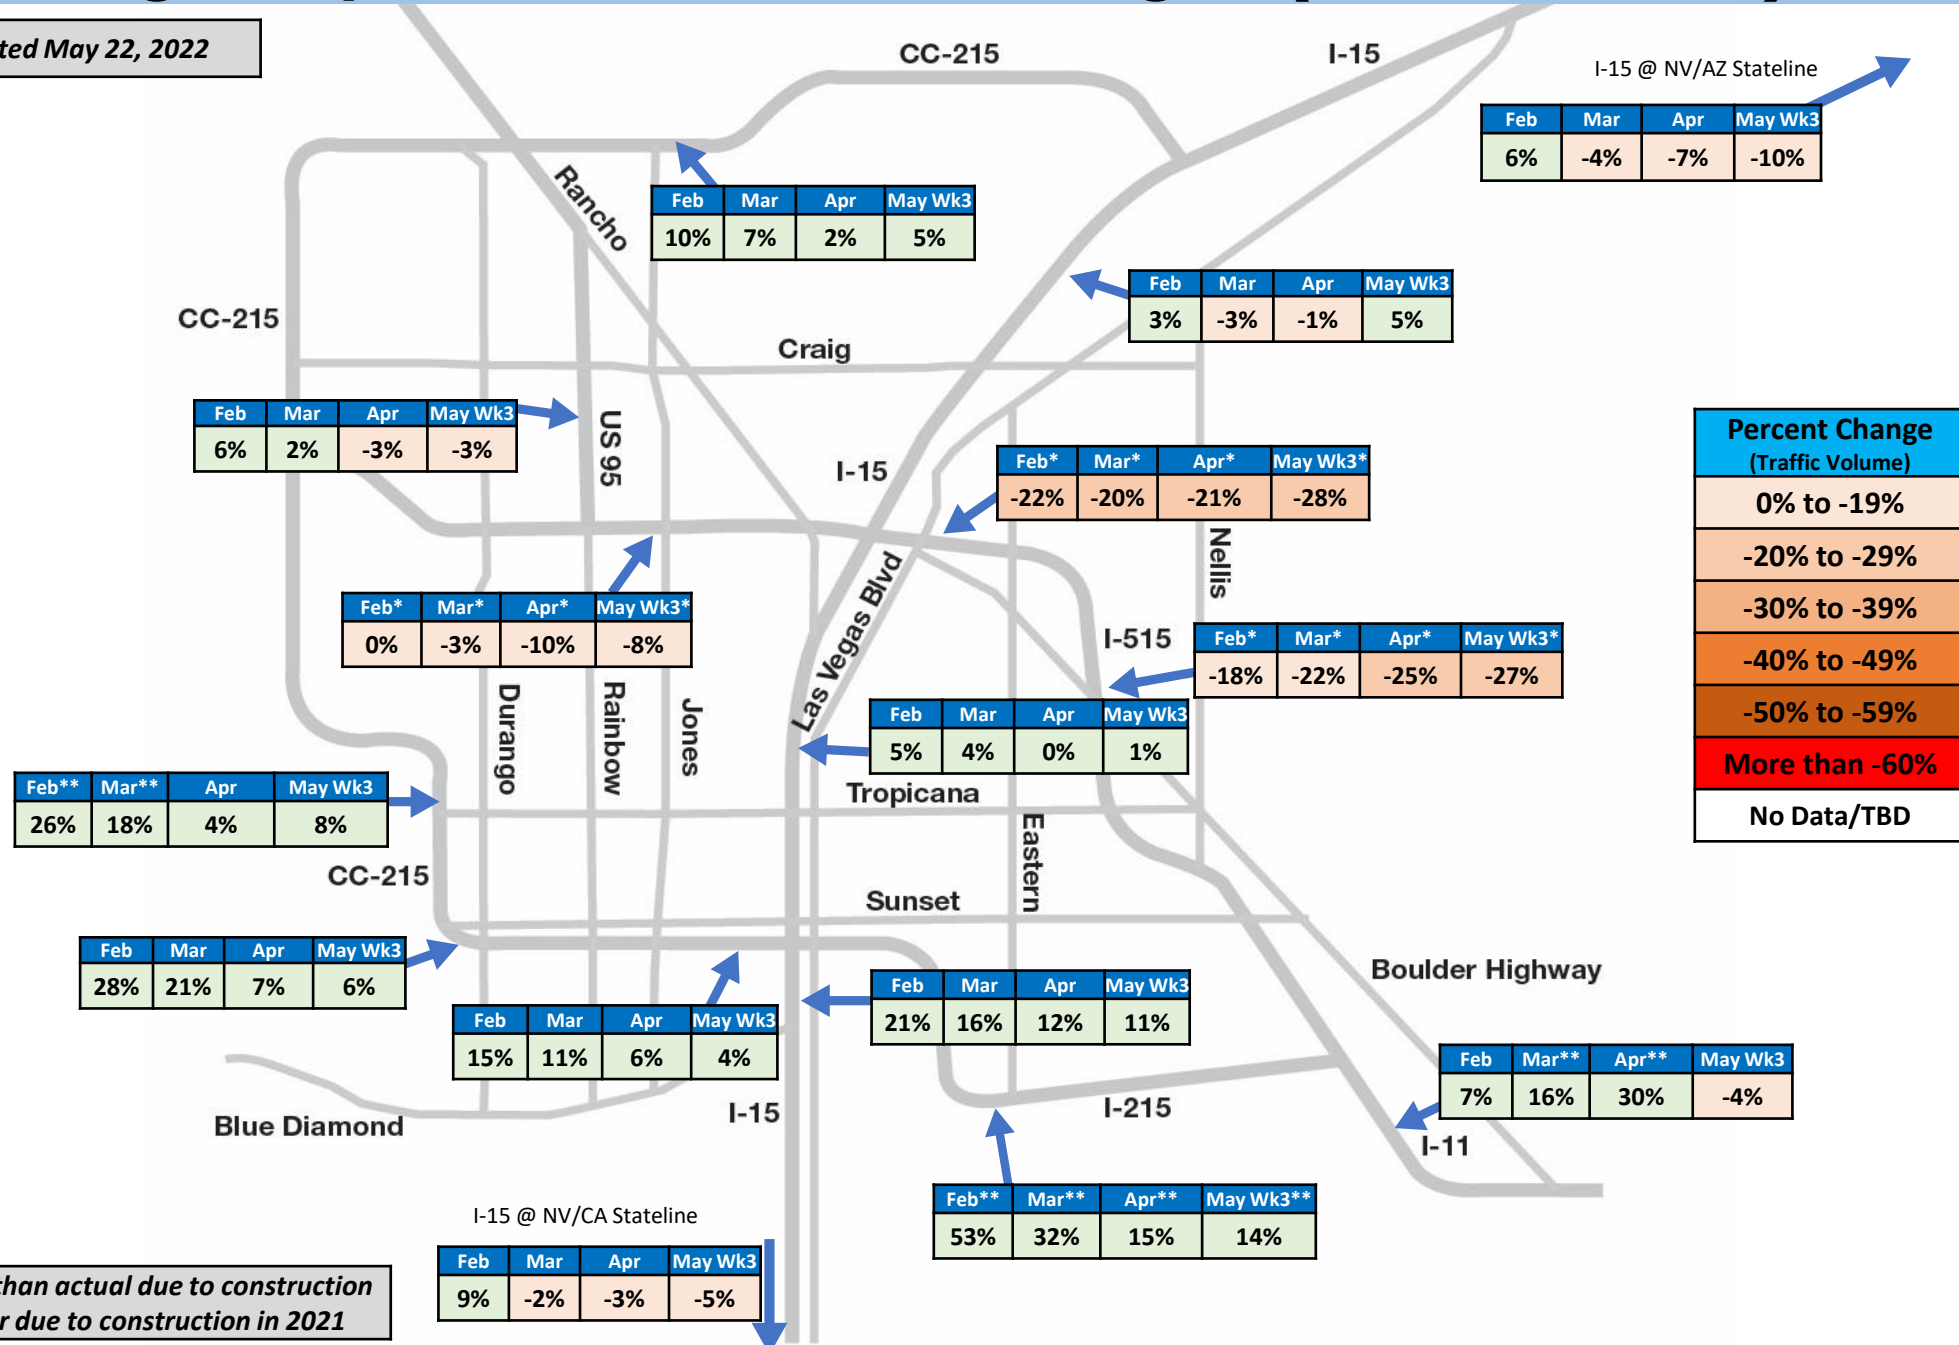 May 22, 2022
CC-215
I-15
I-15 @ NV/AZ Stateline
Feb Mar Apr May Wk3
6% -4% -7% -10%
Rancho
Feb Mar Apr May Wk3
10% 7% 2% 5%
Feb Mar Apr May Wk3
3% -3% -1% 5%
CC-215
Craig
Feb Mar Apr May Wk3
6% 2% -3% -3%
US 95
I-15
Feb* Mar* Apr* May Wk3*
-22% -20% -21% -28%
Percent Change
(Traffic Volume)
0% to -19%
-20% to -29%
-30% to -39%
-40% to -49%
-50% to -59%
More than -60%
No Data/TBD
Nellis
Las Vegas Blvd
Feb* Mar* Apr* May Wk3*
0% -3% -10% -8%
I-515
Feb* Mar* Apr* May Wk3*
-18% -22% -25% -27%
Durango
Rainbow
Jones
Feb Mar Apr May Wk3
5% 4% 0% 1%
Feb** Mar** Apr May Wk3
26% 18% 4% 8%
Tropicana
Eastern
CC-215
Sunset
Feb Mar Apr May Wk3
28% 21% 7% 6%
Boulder Highway
Feb Mar Apr May Wk3
21% 16% 12% 11%
Feb Mar Apr May Wk3
15% 11% 6% 4%
Feb Mar** Apr** May Wk3
7% 16% 30% -4%
Blue Diamond
I-15
I-215
I-11
Feb** Mar** Apr** May Wk3**
53% 32% 15% 14%
I-15 @ NV/CA Stateline
Feb Mar Apr May Wk3
9% -2% -3% -5%
than actual due to construction
due to construction in 2021